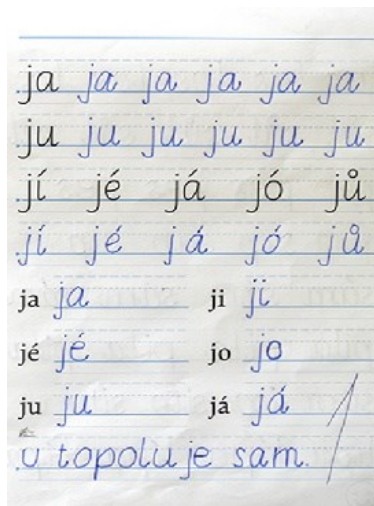 ja ja ja ja ja ja
ju ju ju ju ju ju
jí jé já jó jů
jí jé já jó jů
ja ja ji ji
jé jé jo jo
ju ju já já
U topolu je sam.